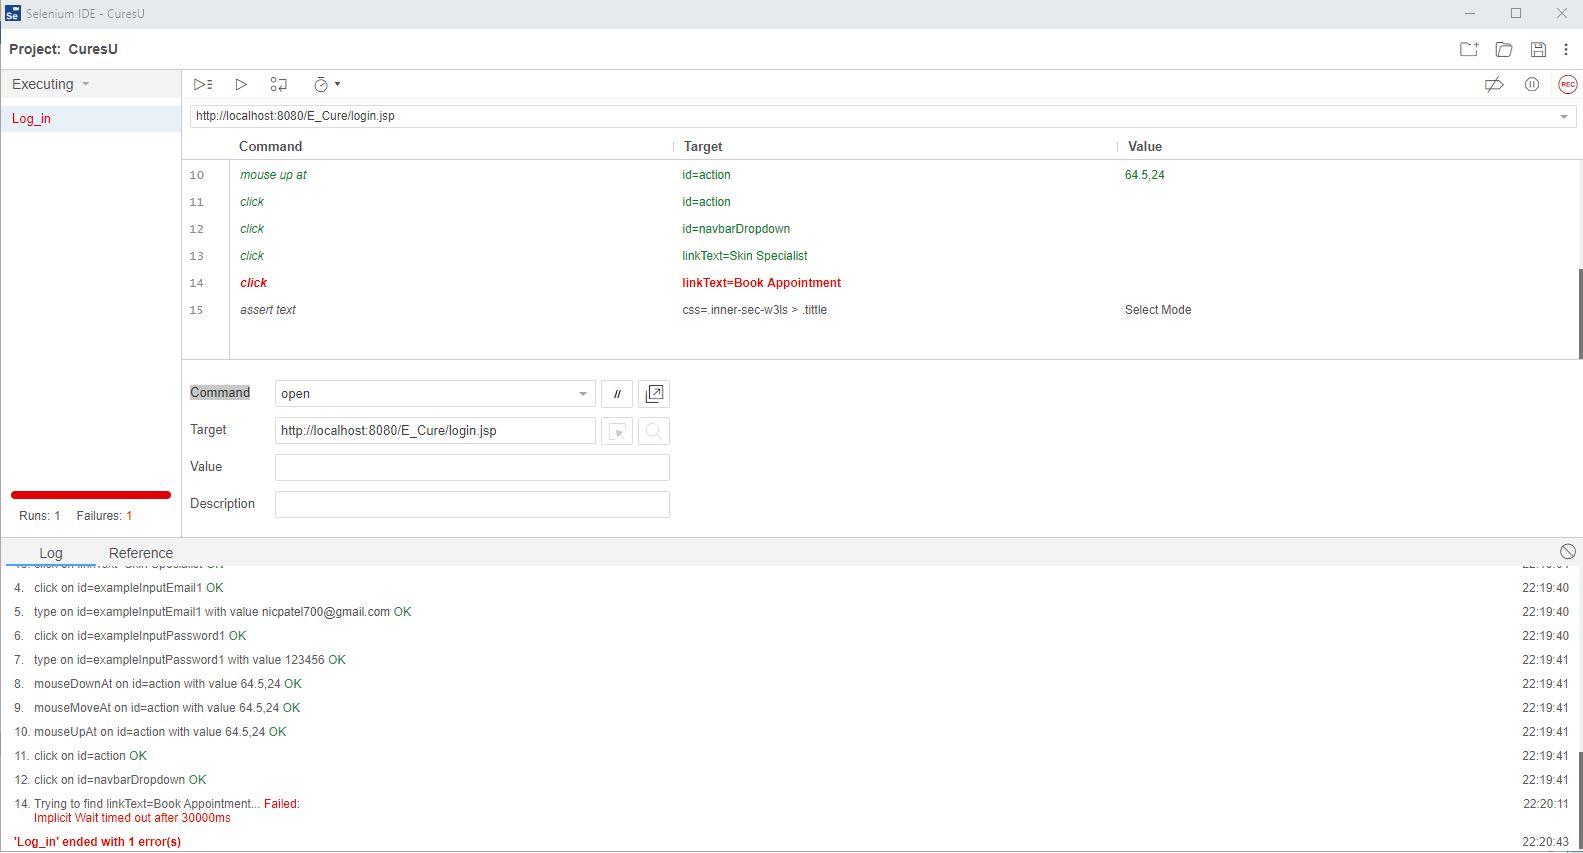 Selenium IDE - CuresU
Project: CuresU
Executing
Log_in
REC
http://localhost:8080/E_Cure/login.jsp
Command Target Value
10 mouse up at id=action 64.5,24
11 click id=action
12 click id=navbarDropdown
13 click linkText=Skin Specialist
14 click linkText=Book Appointment
15 assert text css=.inner-sec-w3ls > .tittle Select Mode
Command open //
Target http://localhost:8080/E_Cure/login.jsp
Value
Description
Runs: 1 Failures: 1
Log Reference
4. click on id=exampleInputEmail1 OK 22:19:40
5. type on id=exampleInputEmail1 with value nicpatel700@gmail.com OK 22:19:40
6. click on id=exampleInputPassword1 OK 22:19:40
7. type on id=exampleInputPassword1 with value 123456 OK 22:19:41
8. mouseDownAt on id=action with value 64.5,24 OK 22:19:41
9. mouseMoveAt on id=action with value 64.5,24 OK 22:19:41
10. mouseUpAt on id=action with value 64.5,24 OK 22:19:41
11. click on id=action OK 22:19:41
12. click on id=navbarDropdown OK 22:19:41
14. Trying to find linkText=Book Appointment... Failed: 22:20:11
Implicit Wait timed out after 30000ms
'Log_in' ended with 1 error(s) 22:20:43